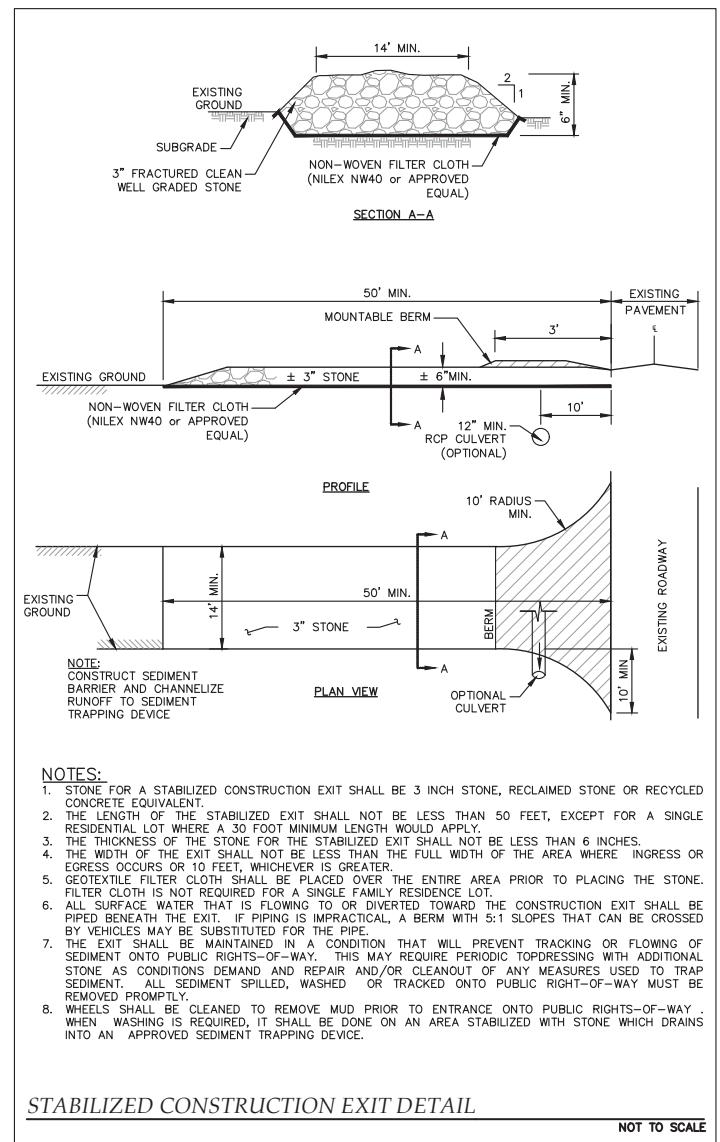 14' MIN.
EXISTING
GROUND
2
1
6" MIN.
SUBGRADE
3" FRACTURED CLEAN
WELL GRADED STONE
NON-WOVEN FILTER CLOTH
(NILEX NW40 or APPROVED
EQUAL)
SECTION A-A
50' MIN.
EXISTING
PAVEMENT
MOUNTABLE BERM
3'
℄
A
EXISTING GROUND
± 3" STONE
± 6"MIN.
NON-WOVEN FILTER CLOTH
(NILEX NW40 or APPROVED
EQUAL)
A
12" MIN.
RCP CULVERT
(OPTIONAL)
10'
PROFILE
10' RADIUS
MIN.
A
EXISTING
GROUND
14' MIN.
50' MIN.
3" STONE
BERM
EXISTING ROADWAY
NOTE:
CONSTRUCT SEDIMENT
BARRIER AND CHANNELIZE
RUNOFF TO SEDIMENT
TRAPPING DEVICE
A
PLAN VIEW
OPTIONAL
CULVERT
10' MIN
NOTES:
1. STONE FOR A STABILIZED CONSTRUCTION EXIT SHALL BE 3 INCH STONE, RECLAIMED STONE OR RECYCLED
CONCRETE EQUIVALENT.
2. THE LENGTH OF THE STABILIZED EXIT SHALL NOT BE LESS THAN 50 FEET, EXCEPT FOR A SINGLE
RESIDENTIAL LOT WHERE A 30 FOOT MINIMUM LENGTH WOULD APPLY.
3. THE THICKNESS OF THE STONE FOR THE STABILIZED EXIT SHALL NOT BE LESS THAN 6 INCHES.
4. THE WIDTH OF THE EXIT SHALL NOT BE LESS THAN THE FULL WIDTH OF THE AREA WHERE INGRESS OR
EGRESS OCCURS OR 10 FEET, WHICHEVER IS GREATER.
5. GEOTEXTILE FILTER CLOTH SHALL BE PLACED OVER THE ENTIRE AREA PRIOR TO PLACING THE STONE.
FILTER CLOTH IS NOT REQUIRED FOR A SINGLE FAMILY RESIDENCE LOT.
6. ALL SURFACE WATER THAT IS FLOWING TO OR DIVERTED TOWARD THE CONSTRUCTION EXIT SHALL BE
PIPED BENEATH THE EXIT. IF PIPING IS IMPRACTICAL, A BERM WITH 5:1 SLOPES THAT CAN BE CROSSED
BY VEHICLES MAY BE SUBSTITUTED FOR THE PIPE.
7. THE EXIT SHALL BE MAINTAINED IN A CONDITION THAT WILL PREVENT TRACKING OR FLOWING OF
SEDIMENT ONTO PUBLIC RIGHTS-OF-WAY. THIS MAY REQUIRE PERIODIC TOPDRESSING WITH ADDITIONAL
STONE AS CONDITIONS DEMAND AND REPAIR AND/OR CLEANOUT OF ANY MEASURES USED TO TRAP
SEDIMENT. ALL SEDIMENT SPILLED, WASHED OR TRACKED ONTO PUBLIC RIGHT-OF-WAY MUST BE
REMOVED PROMPTLY.
8. WHEELS SHALL BE CLEANED TO REMOVE MUD PRIOR TO ENTRANCE ONTO PUBLIC RIGHTS-OF-WAY .
WHEN WASHING IS REQUIRED, IT SHALL BE DONE ON AN AREA STABILIZED WITH STONE WHICH DRAINS
INTO AN APPROVED SEDIMENT TRAPPING DEVICE.
STABILIZED CONSTRUCTION EXIT DETAIL
NOT TO SCALE